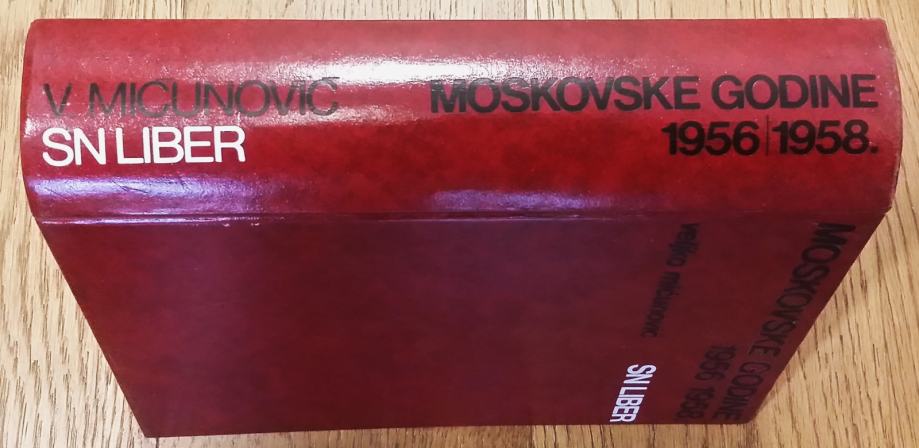 V. MIĆUNOVIĆ
MOSKOVSKE GODINE
SN LIBER
1956|1958.
veljko mićunović
MOSKOVSKE GODINE
1956 1958
SN LIBER